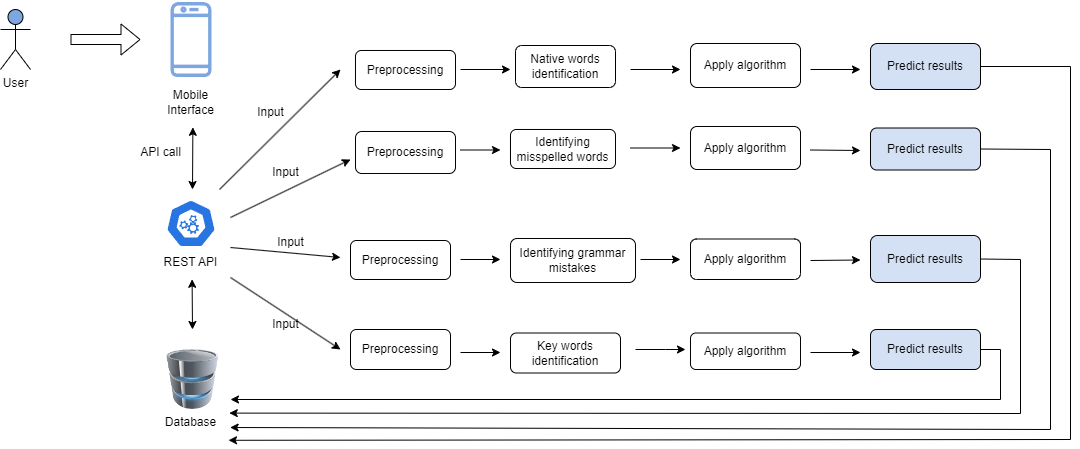 User
Mobile
Interface
API call
REST API
Database
Input
Preprocessing
Native words
identification
Apply algorithm
Predict results
Input
Preprocessing
Identifying
misspelled words
Apply algorithm
Predict results
Input
Preprocessing
Identifying grammar
mistakes
Apply algorithm
Predict results
Input
Preprocessing
Key words
identification
Apply algorithm
Predict results